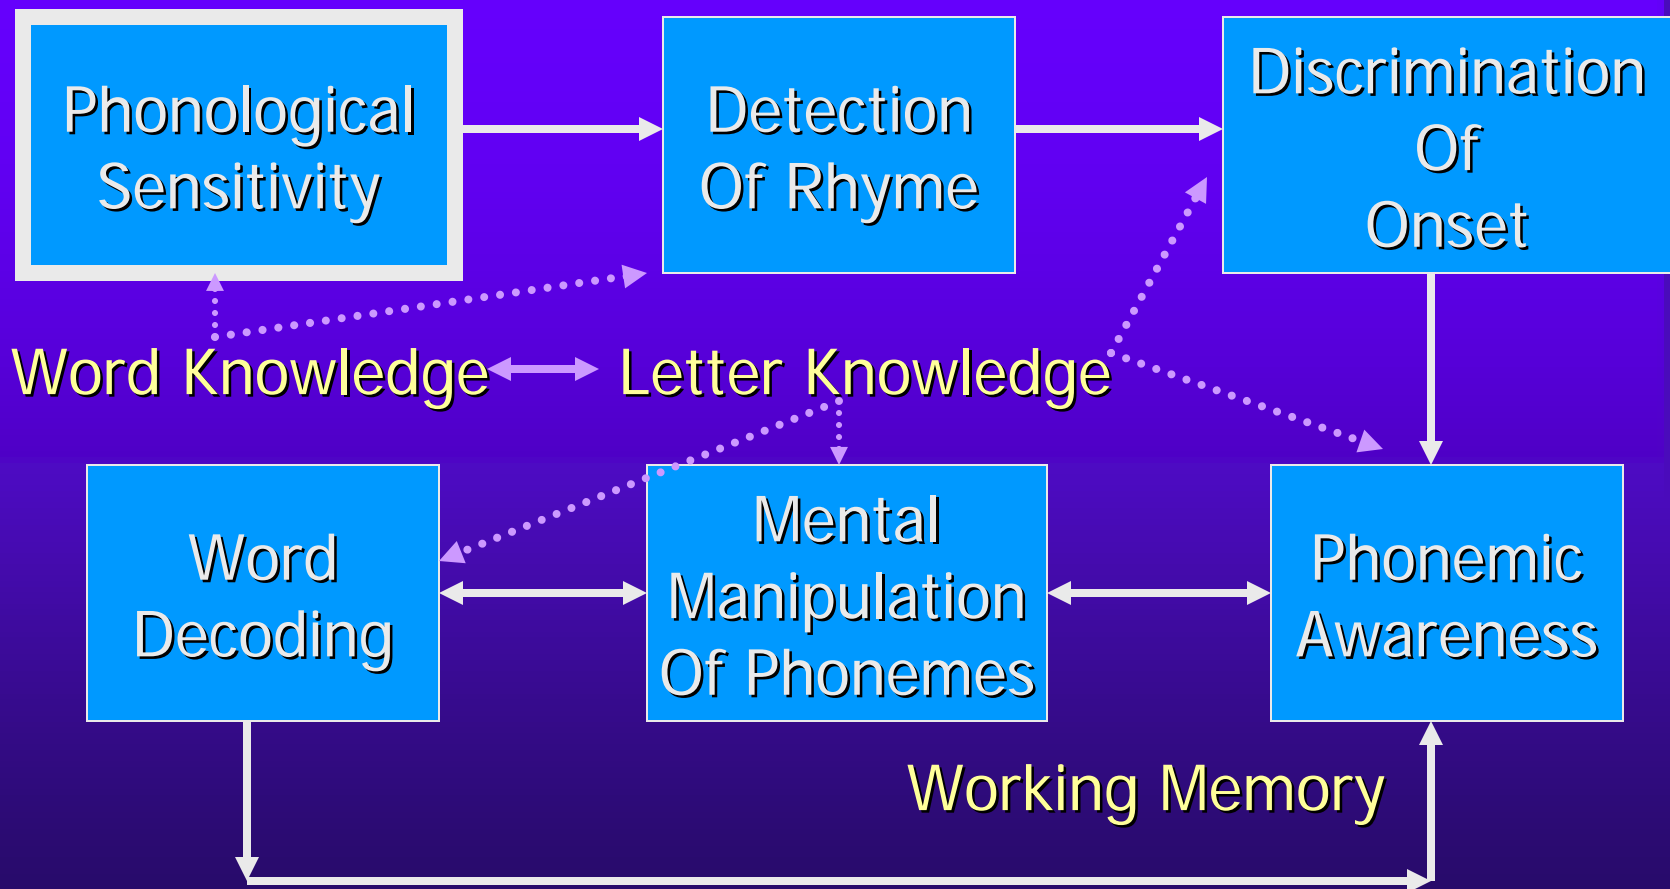 Phonological
Sensitivity
Detection
Of Rhyme
Discrimination
Of
Onset
Word Knowledge
Letter Knowledge
Word
Decoding
Mental
Manipulation
Of Phonemes
Phonemic
Awareness
Working Memory